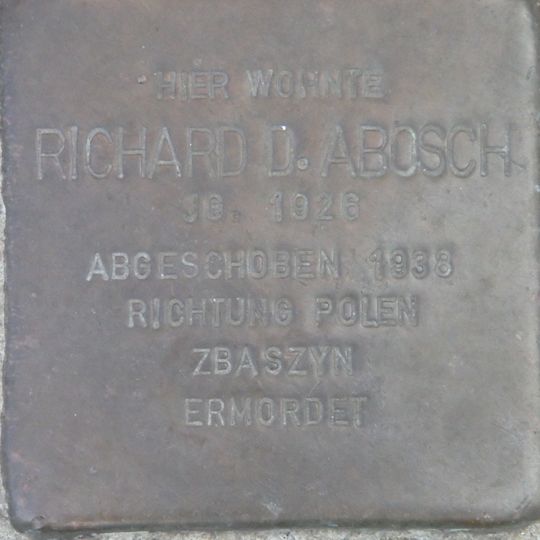 HIER WOHNTE
RICHARD D. ABOSCH
JG. 1926
ABGESCHOBEN 1938
RICHTUNG POLEN
ZBASZYN
ERMORDET